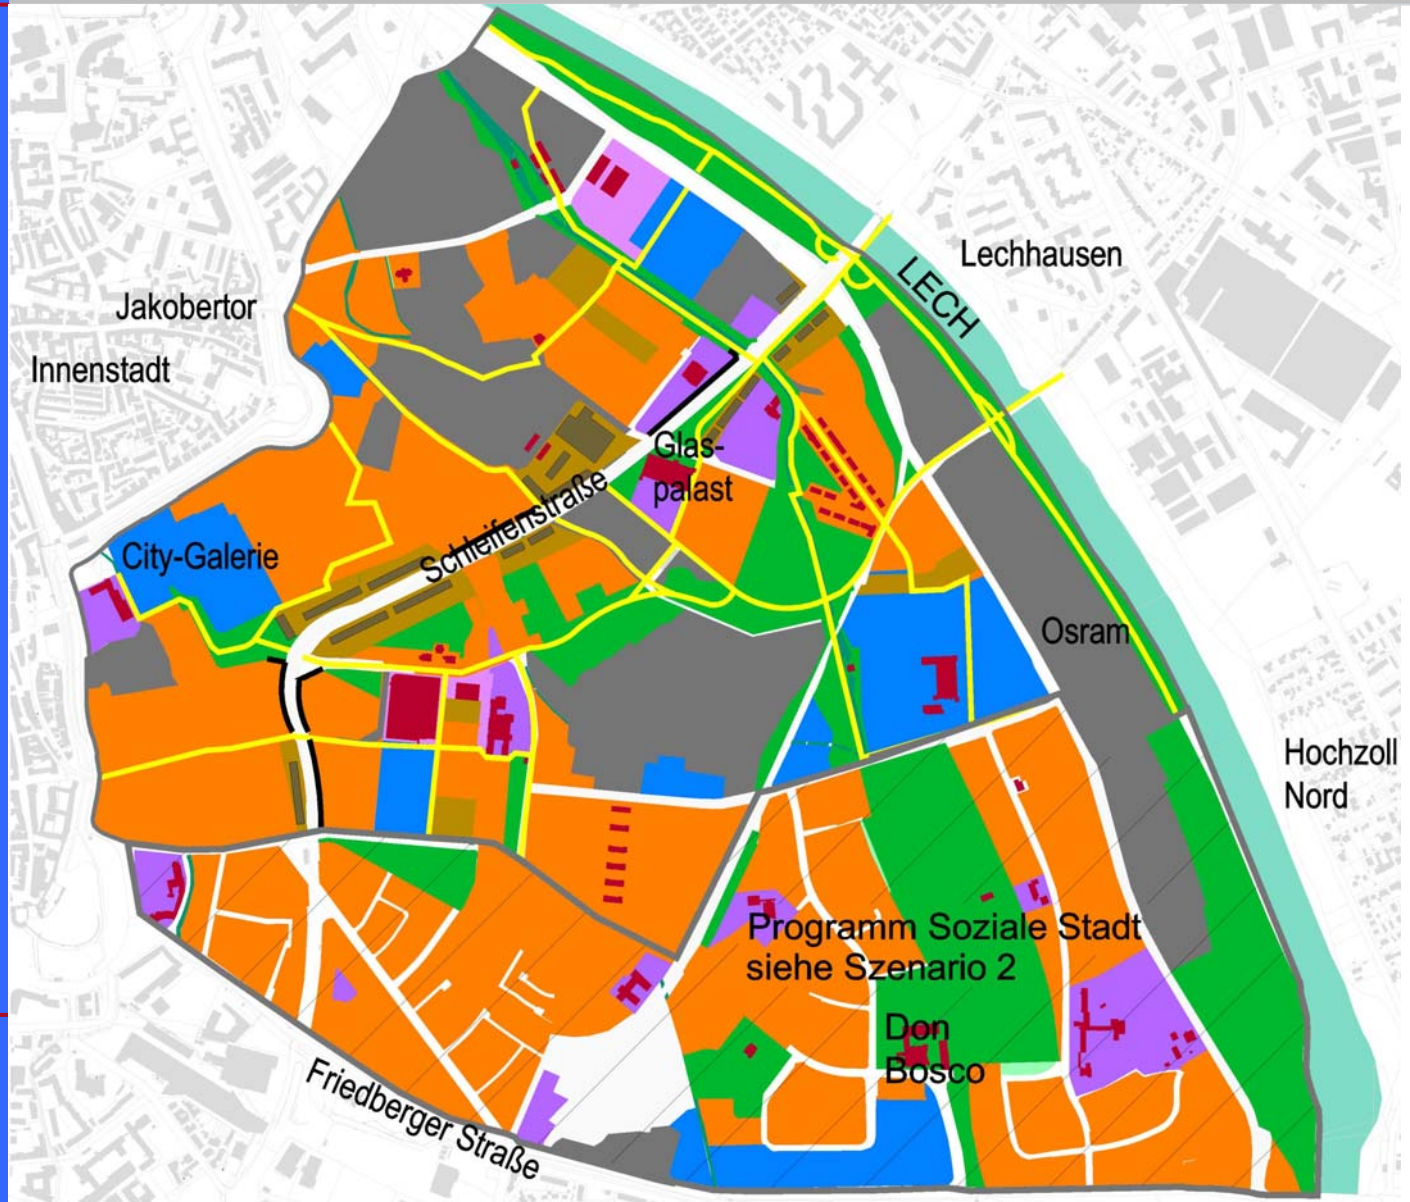 Lechhausen
LECH
Jakobertor
Innenstadt
Glas-
palast
Schleifenstraße
City-Galerie
Osram
Hochzoll
Nord
Programm Soziale Stadt
siehe Szenario 2
Don
Bosco
Friedberger Straße